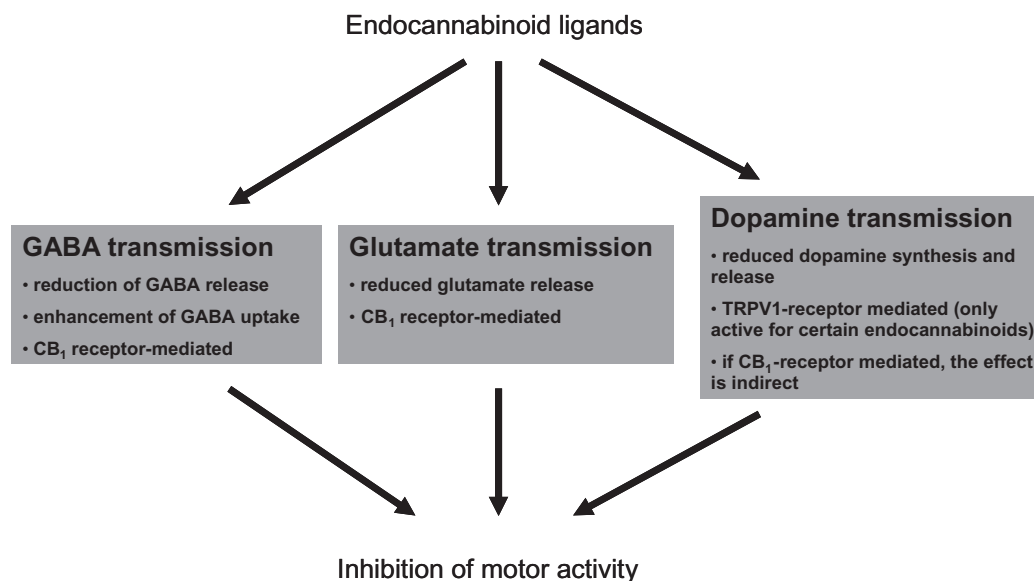 Endocannabinoid ligands
GABA transmission
• reduction of GABA release
• enhancement of GABA uptake
• CB₁ receptor-mediated
Glutamate transmission
• reduced glutamate release
• CB₁ receptor-mediated
Dopamine transmission
• reduced dopamine synthesis and
release
• TRPV1-receptor mediated (only
active for certain endocannabinoids)
• if CB₁-receptor mediated, the effect
is indirect
Inhibition of motor activity